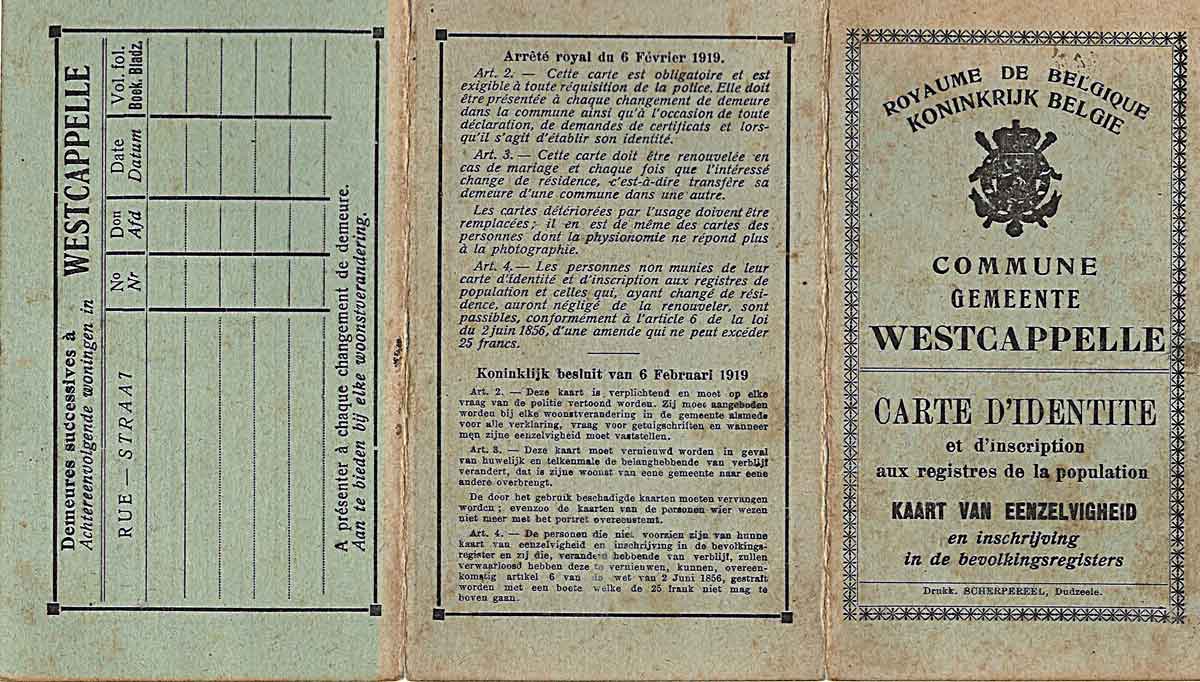 Demeures successives à
Achtereenvolgende woningen in
WESTCAPPELLE
RUE — STRAAT
No
Nr
Don
Afd
Date
Datum
Vol. fol.
Boek. Bladz.
A présenter à chaque changement de demeure.
Aan te bieden bij elke woonstverandering.
Arrêté royal du 6 Février 1919.
Art. 2. — Cette carte est obligatoire et est
exigible à toute réquisition de la police. Elle doit
être présentée à chaque changement de demeure
dans la commune ainsi qu'à l'occasion de toute
déclaration, de demandes de certificats et lors-
qu'il s'agit d'établir son identité.
Art. 3. — Cette carte doit être renouvelée en
cas de mariage et chaque fois que l'intéressé
change de résidence, c'est-à-dire transfère sa
demeure d'une commune dans une autre.
Les cartes détériorées par l'usage doivent être
remplacées; il en est de même des cartes des
personnes dont la physionomie ne répond plus
à la photographie.
Art. 4. — Les personnes non munies de leur
carte d'identité et d'inscription aux registres de
population et celles qui, ayant changé de rési-
dence, auront négligé de la renouveler, sont
passibles, conformément à l'article 6 de la loi
du 2 juin 1856, d'une amende qui ne peut excéder
25 francs.
Koninklijk besluit van 6 Februari 1919
Art. 2. — Deze kaart is verplichtend en moet op elke
vraag van de politie vertoond worden. Zij moet aangeboden
worden bij elke woonstverandering in de gemeente alsmede
voor alle verklaring, vraag voor getuigschriften en wanneer
men zijne eenzelvigheid moet vaststellen.
Art. 3. — Deze kaart moet vernieuwd worden in geval
van huwelijk en telkenmale de belanghebbende van verblijf
verandert, dat is zijne woonst van eene gemeente naar eene
andere overbrengt.
De door het gebruik beschadigde kaarten moeten vervangen
worden; evenzoo de kaarten van de personen wier wezen
niet meer met het portret overeenstemt.
Art. 4. — De personen die niet voorzien zijn van hunne
kaart van eenzelvigheid en inschrijving in de bevolkings-
register en zij die, veranderd hebbende van verblijf, zullen
verwaarloosd hebben deze te vernieuwen, kunnen, overeen-
komstig artikel 6 van de wet van 2 Juni 1856, gestraft
worden met een boete welke de 25 frank niet mag te
boven gaan.
ROYAUME DE BELGIQUE
KONINKRIJK BELGIE
COMMUNE
GEMEENTE
WESTCAPPELLE
CARTE D'IDENTITE
et d'inscription
aux registres de la population
KAART VAN EENZELVIGHEID
en inschrijving
in de bevolkingsregisters
Drukk. SCHERPEREEL, Dudzeele.